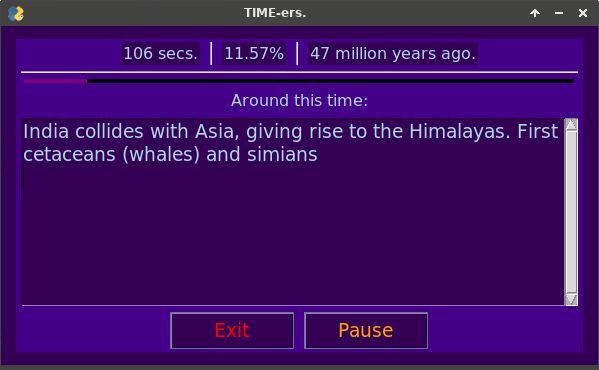 TIME-ers.
106 secs. 11.57% 47 million years ago.
Around this time:
India collides with Asia, giving rise to the Himalayas. First
cetaceans (whales) and simians
Exit Pause